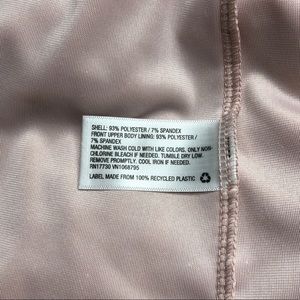 SHELL: 93% POLYESTER / 7% SPANDEX
FRONT UPPER BODY LINING: 93% POLYESTER /
7% SPANDEX
MACHINE WASH COLD WITH LIKE COLORS. ONLY NON-
CHLORINE BLEACH IF NEEDED. TUMBLE DRY LOW.
REMOVE PROMPTLY. COOL IRON IF NEEDED.
RN17730 VN1068795
LABEL MADE FROM 100% RECYCLED PLASTIC